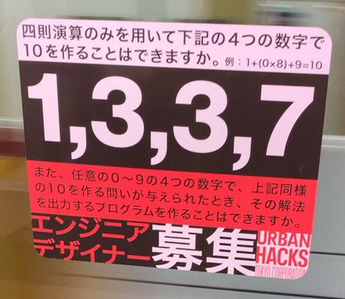 四則演算のみを用いて下記の4つの数字で
10を作ることはできますか。例：1+(0×8)+9=10
1,3,3,7
また、任意の0〜9の4つの数字で、上記同様
の10を作る問いが与えられたとき、その解法
を出力するプログラムを作ることはできますか。
エンジニア
デザイナー
募集
URBAN
HACKS
TOKYU CORPORATION